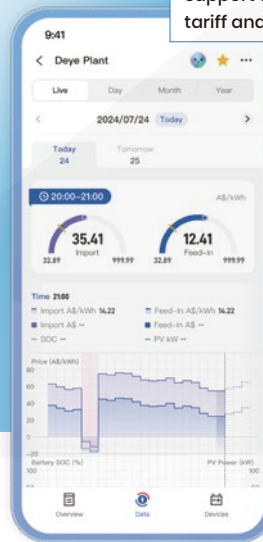 tariff and
9:41
Deye Plant
Live Day Month Year
2024/07/24 Today
Today Tomorrow
24 25
20:00-21:00 A$/kWh
35.41 12.41
Import Feed-in
32.89 999.99 32.89 999.99
Time 21:00
Import A$/kWh 14.22 Feed-in A$/kWh 14.22
Import A$ -- Feed-in A$ --
SOC -- PV kW --
Price (A$/kWh)
80
60
40
20
0
-20
Battery SOC (%) PV Power (kW)
100 100
Overview Data Devices